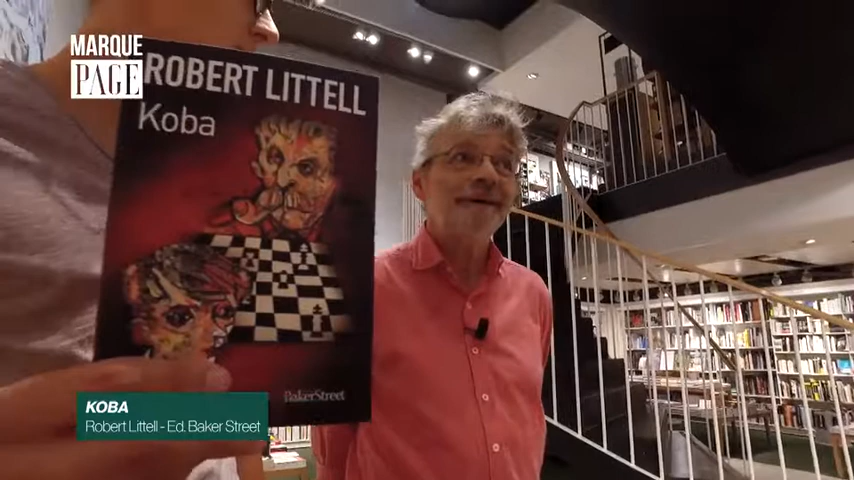 MARQUE
PAGE
ROBERT LITTELL
Koba
BakerStreet
KOBA
Robert Littell - Ed. Baker Street